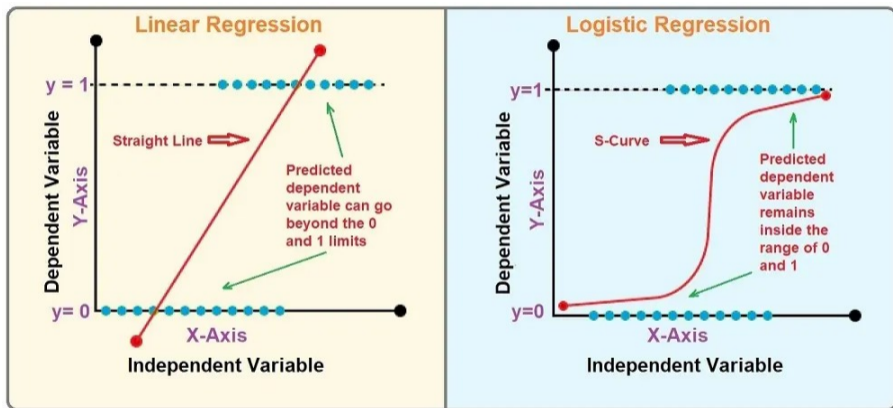 Linear Regression
y = 1
Straight Line
Predicted
dependent
variable can go
beyond the 0
and 1 limits
Dependent Variable
Y-Axis
y= 0
X-Axis
Independent Variable
Logistic Regression
y=1
S-Curve
Predicted
dependent
variable
remains
inside the
range of 0
and 1
Dependent Variable
Y-Axis
y=0
X-Axis
Independent Variable